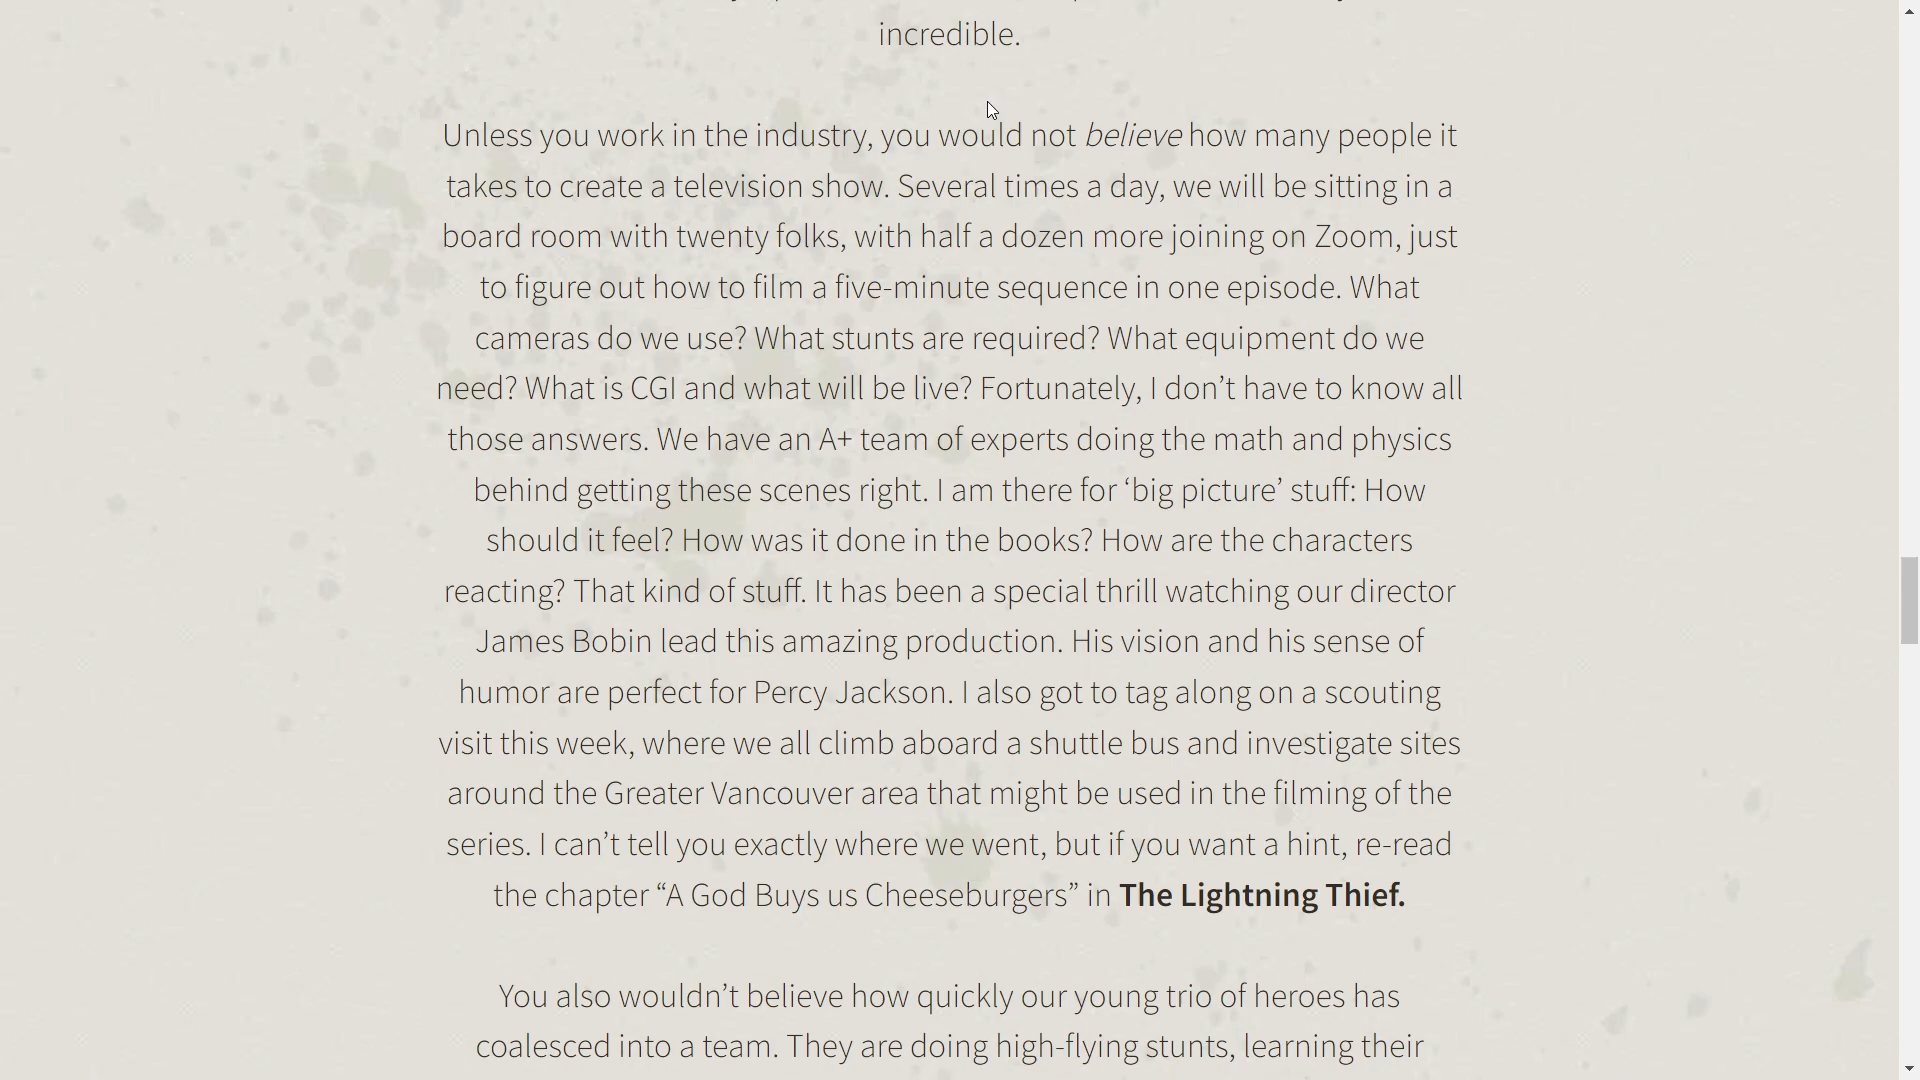 incredible.
Unless you work in the industry, you would not believe how many people it
takes to create a television show. Several times a day, we will be sitting in a
board room with twenty folks, with half a dozen more joining on Zoom, just
to figure out how to film a five-minute sequence in one episode. What
cameras do we use? What stunts are required? What equipment do we
need? What is CGI and what will be live? Fortunately, I don’t have to know all
those answers. We have an A+ team of experts doing the math and physics
behind getting these scenes right. I am there for ‘big picture’ stuff: How
should it feel? How was it done in the books? How are the characters
reacting? That kind of stuff. It has been a special thrill watching our director
James Bobin lead this amazing production. His vision and his sense of
humor are perfect for Percy Jackson. I also got to tag along on a scouting
visit this week, where we all climb aboard a shuttle bus and investigate sites
around the Greater Vancouver area that might be used in the filming of the
series. I can’t tell you exactly where we went, but if you want a hint, re-read
the chapter “A God Buys us Cheeseburgers” in The Lightning Thief.
You also wouldn’t believe how quickly our young trio of heroes has
coalesced into a team. They are doing high-flying stunts, learning their